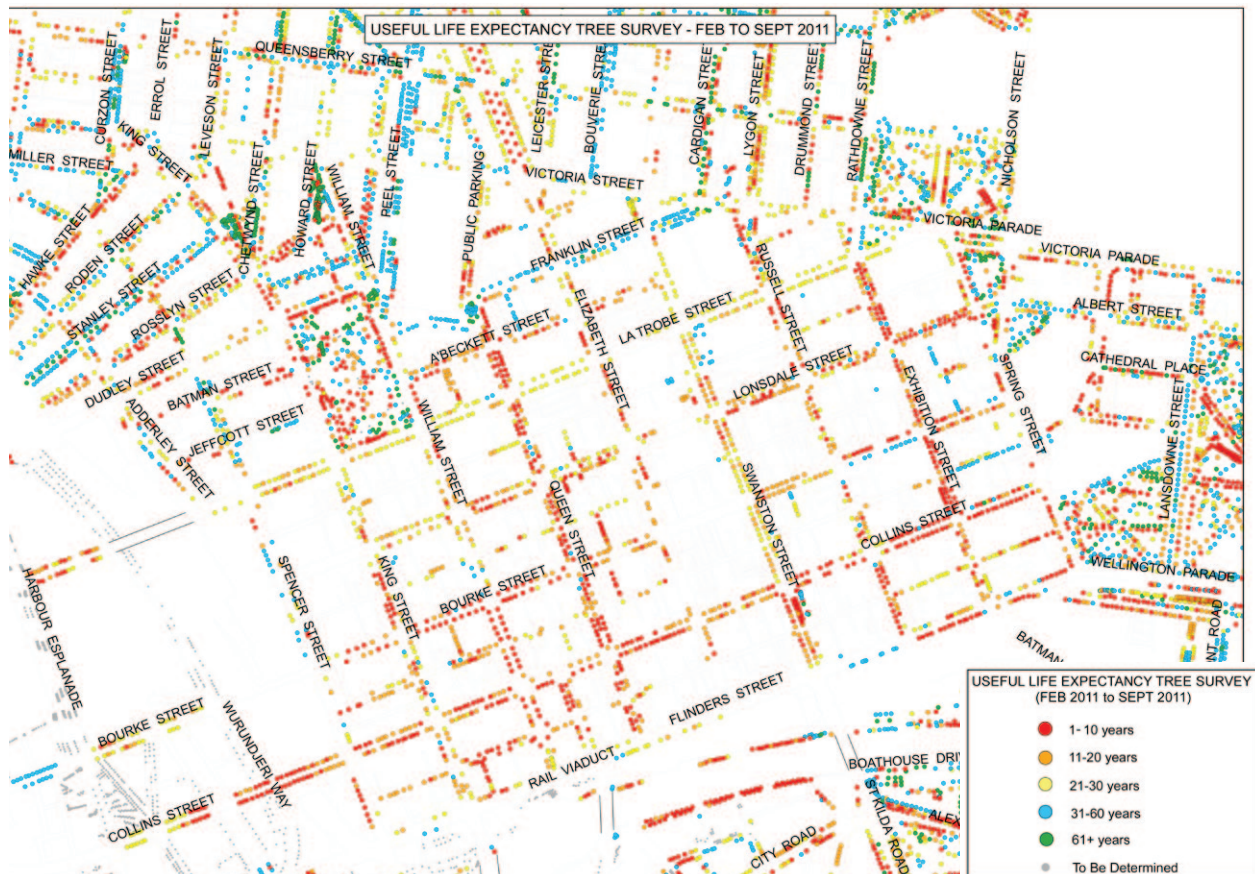 USEFUL LIFE EXPECTANCY TREE SURVEY - FEB TO SEPT 2011
QUEENSBERRY STREET
CURZON STREET
ERROL STREET
LEVESON STREET
LEICESTER STREET
BOUVERIE STREET
CARDIGAN STREET
LYGON STREET
DRUMMOND STREET
RATHDOWNE STREET
NICHOLSON STREET
KING STREET
MILLER STREET
CHETWYND STREET
HOWARD STREET
WILLIAM STREET
PEEL STREET
PUBLIC PARKING
VICTORIA STREET
HAWKE STREET
RODEN STREET
STANLEY STREET
ROSSLYN STREET
FRANKLIN STREET
VICTORIA PARADE
VICTORIA PARADE
RUSSELL STREET
ALBERT STREET
ELIZABETH STREET
LA TROBE STREET
A'BECKETT STREET
DUDLEY STREET
BATMAN STREET
LONSDALE STREET
EXHIBITION STREET
SPRING STREET
CATHEDRAL PLACE
ADDERLEY STREET
JEFFCOTT STREET
WILLIAM STREET
LANSDOWNE STREET
QUEEN STREET
SWANSTON STREET
COLLINS STREET
SPENCER STREET
KING STREET
BOURKE STREET
WELLINGTON PARADE
HARBOUR ESPLANADE
BATMAN
NT ROAD
FLINDERS STREET
BOURKE STREET
WURUNDJERI WAY
RAIL VIADUCT
COLLINS STREET
BOATHOUSE DRI
ST KILDA ROAD
ALEX
CITY ROAD
USEFUL LIFE EXPECTANCY TREE SURVEY
(FEB 2011 to SEPT 2011)
1- 10 years
11-20 years
21-30 years
31-60 years
61+ years
To Be Determined